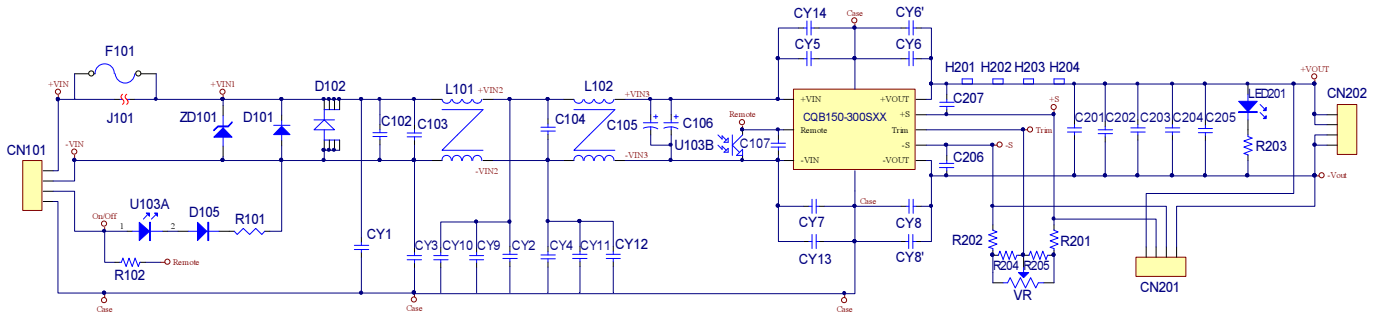 Case
CY14
CY6'
CY5
CY6
F101
+VIN
J101
+VIN1
D102
ZD101
D101
L101
+VIN2
L102
+VIN3
C102
C103
C104
C105
C106
Remote
U103B
C107
+VIN
+VOUT
CQB150-300SXX
+S
Remote
Trim
-S
-VIN
-VOUT
H201
H202
H203
H204
C207
+S
Trim
-S
C206
C201
C202
C203
C204
C205
+VOUT
LED201
R203
CN202
-Vout
-VIN
CN101
-VIN2
-VIN3
On/Off
U103A
1
2
D105
R101
R102
Remote
CY1
CY3
CY10
CY9
CY2
CY4
CY11
CY12
Case
CY7
CY8
CY13
CY8'
R202
R201
R204
R205
VR
CN201
Case
Case
Case